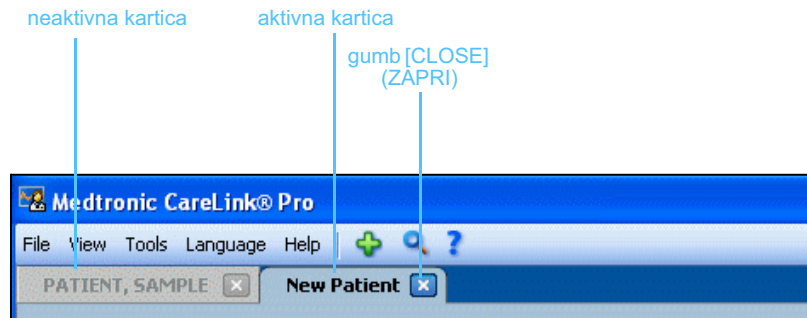 neaktivna kartica
aktivna kartica
gumb [CLOSE]
(ZAPRI)
Medtronic CareLink® Pro
File View Tools Language Help
PATIENT, SAMPLE
New Patient